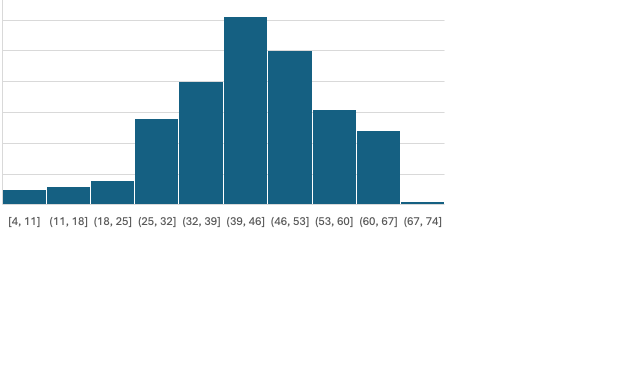 [4, 11] (11, 18] (18, 25] (25, 32] (32, 39] (39, 46] (46, 53] (53, 60] (60, 67] (67, 74]